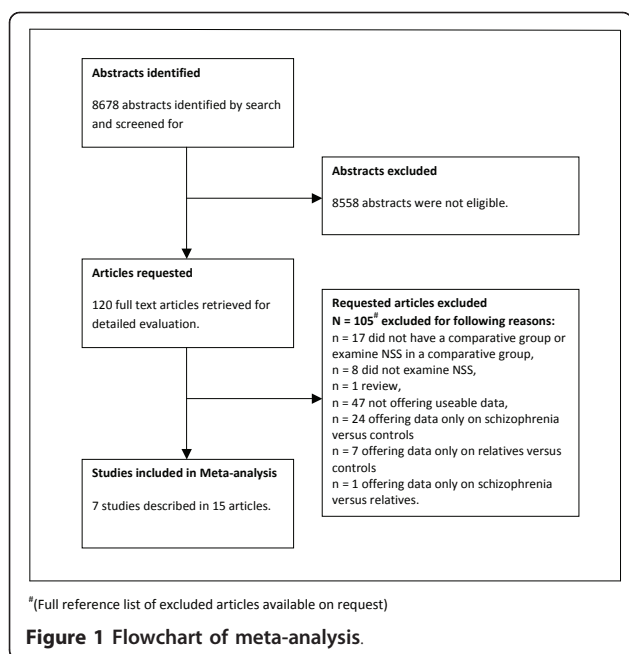 Abstracts identified
8678 abstracts identified by search
and screened for
Abstracts excluded
8558 abstracts were not eligible.
Articles requested
120 full text articles retrieved for
detailed evaluation.
Requested articles excluded
N = 105# excluded for following reasons:
n = 17 did not have a comparative group or
examine NSS in a comparative group,
n = 8 did not examine NSS,
n = 1 review,
n = 47 not offering useable data,
n = 24 offering data only on schizophrenia
versus controls
n = 7 offering data only on relatives versus
controls
n = 1 offering data only on schizophrenia
versus relatives.
Studies included in Meta-analysis
7 studies described in 15 articles.
#(Full reference list of excluded articles available on request)
Figure 1 Flowchart of meta-analysis.